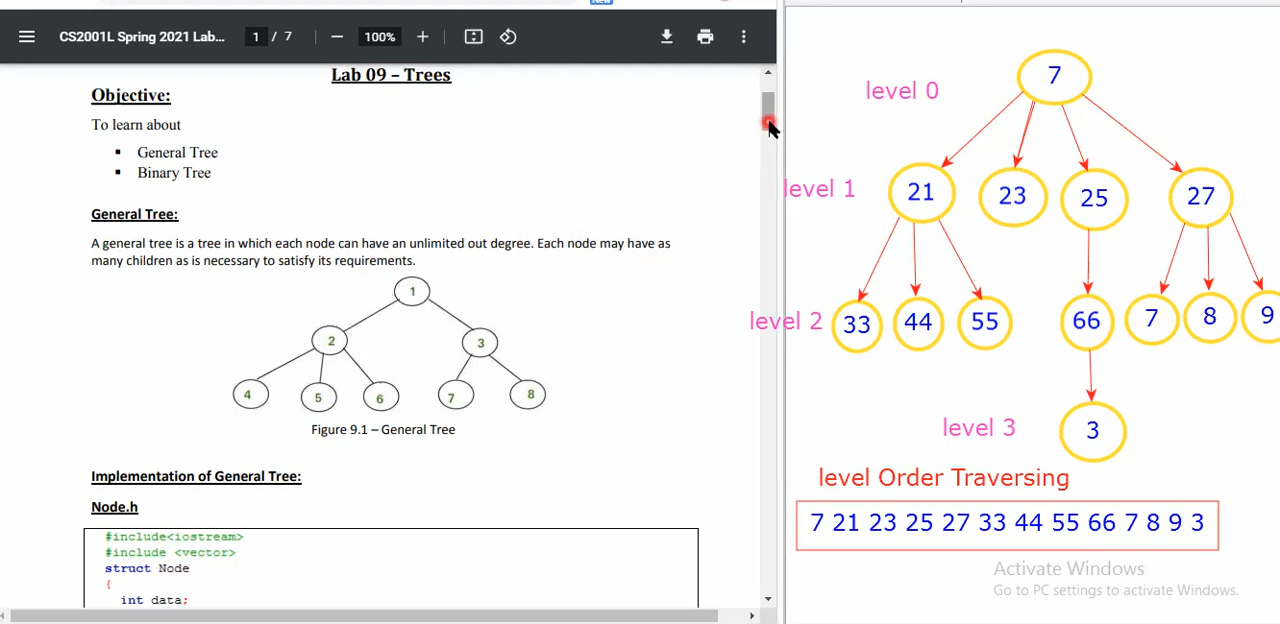 New
CS2001L Spring 2021 Lab...
1 / 7
100%
Lab 09 – Trees
Objective:
To learn about
▪ General Tree
▪ Binary Tree
General Tree:
A general tree is a tree in which each node can have an unlimited out degree. Each node may have as
many children as is necessary to satisfy its requirements.
1
2 3
4 5 6 7 8
Figure 9.1 – General Tree
Implementation of General Tree:
Node.h
#include<iostream>
#include <vector>
struct Node
{
int data;
level 0
7
level 1
21 23 25 27
level 2
33 44 55 66 7 8 9
level 3
3
level Order Traversing
7 21 23 25 27 33 44 55 66 7 8 9 3
Activate Windows
Go to PC settings to activate Windows.